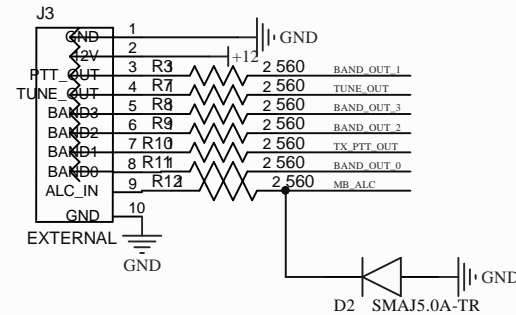 J3
GND 1 GND
12V 2 +12
PTT_OUT 3 R3 2 560 BAND_OUT_1
TUNE_OUT 4 R7 2 560 TUNE_OUT
BAND3 5 R8 2 560 BAND_OUT_3
BAND2 6 R9 2 560 BAND_OUT_2
BAND1 7 R10 2 560 TX_PTT_OUT
BAND0 8 R11 2 560 BAND_OUT_0
ALC_IN 9 R12 2 560 MB_ALC
GND 10
EXTERNAL
GND
GND
D2 SMAJ5.0A-TR